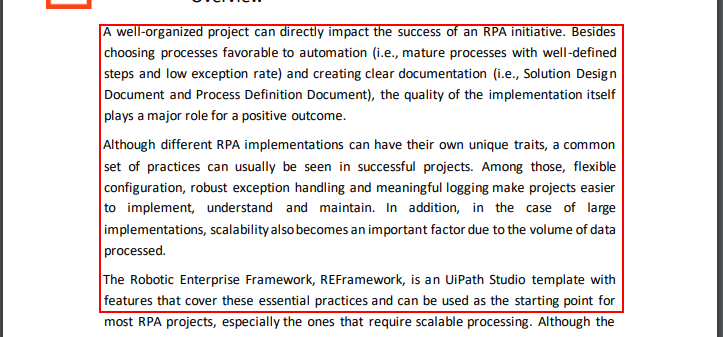 Overview
A well-organized project can directly impact the success of an RPA initiative. Besides
choosing processes favorable to automation (i.e., mature processes with well-defined
steps and low exception rate) and creating clear documentation (i.e., Solution Design
Document and Process Definition Document), the quality of the implementation itself
plays a major role for a positive outcome.
Although different RPA implementations can have their own unique traits, a common
set of practices can usually be seen in successful projects. Among those, flexible
configuration, robust exception handling and meaningful logging make projects easier
to implement, understand and maintain. In addition, in the case of large
implementations, scalability also becomes an important factor due to the volume of data
processed.
The Robotic Enterprise Framework, REFramework, is an UiPath Studio template with
features that cover these essential practices and can be used as the starting point for
most RPA projects, especially the ones that require scalable processing. Although the